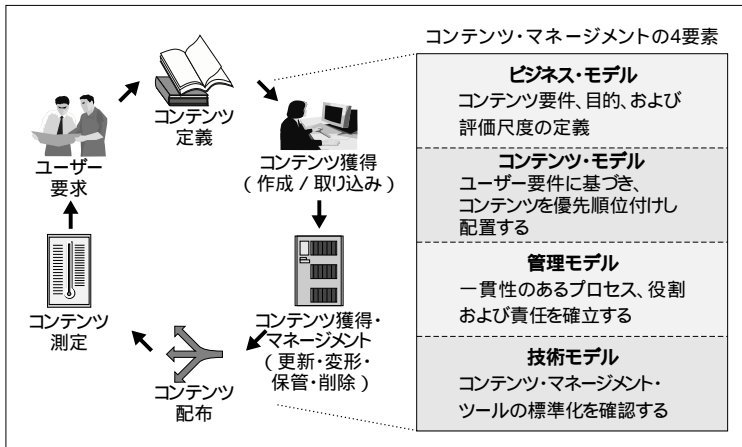 コンテンツ
定義
コンテンツ獲得
( 作成 / 取り込み )
コンテンツ獲得・
マネージメント
( 更新・変形・
保管・削除 )
コンテンツ
配布
コンテンツ
測定
ユーザー
要求
コンテンツ・マネージメントの4要素
ビジネス・モデル
コンテンツ要件、目的、および
評価尺度の定義
コンテンツ・モデル
ユーザー要件に基づき、
コンテンツを優先順位付けし
配置する
管理モデル
一貫性のあるプロセス、役割
および責任を確立する
技術モデル
コンテンツ・マネージメント・
ツールの標準化を確認する